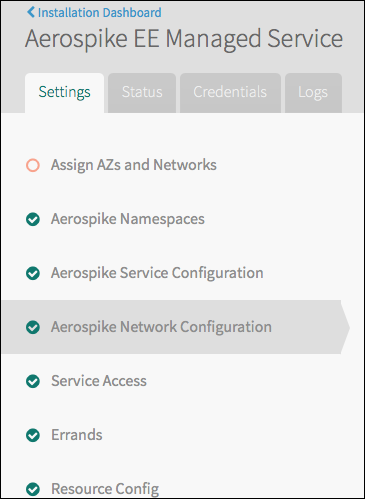 Installation Dashboard
Aerospike EE Managed Service
Settings Status Credentials Logs
Assign AZs and Networks
Aerospike Namespaces
Aerospike Service Configuration
Aerospike Network Configuration
Service Access
Errands
Resource Config